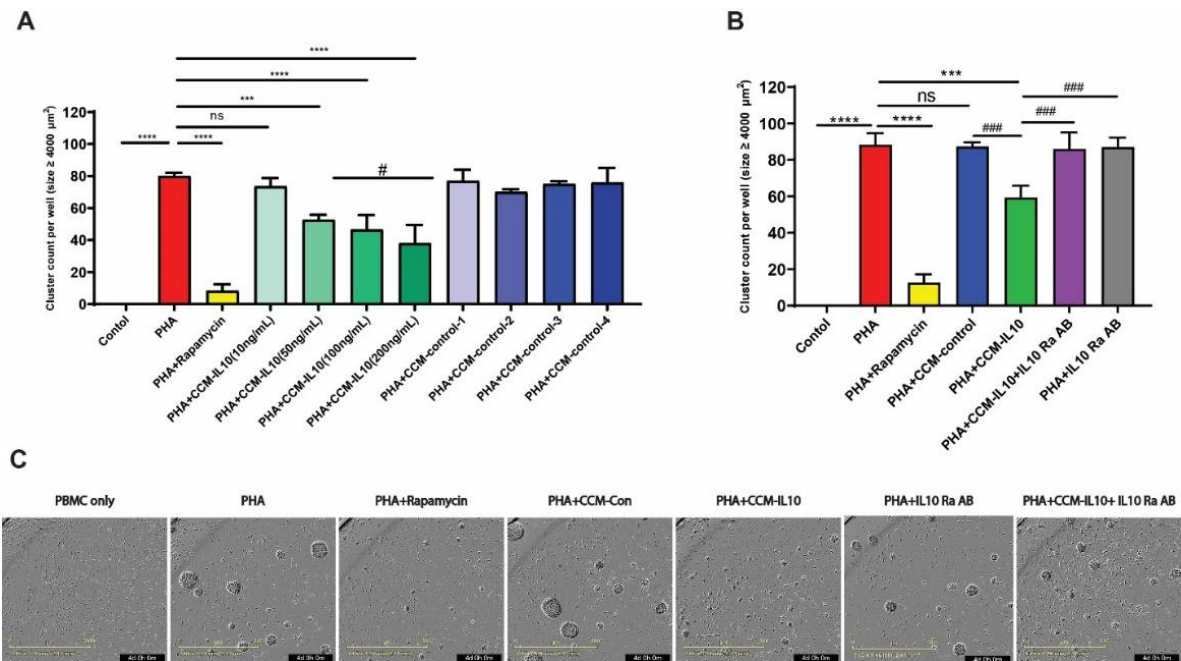 A
****
****
***
ns
****
****
#
Cluster count per well (size ≥ 4000 µm²)
120
100
80
60
40
20
0
Contol
PHA
PHA+Rapamycin
PHA+CCM-IL10(10ng/mL)
PHA+CCM-IL10(50ng/mL)
PHA+CCM-IL10(100ng/mL)
PHA+CCM-IL10(200ng/mL)
PHA+CCM-control-1
PHA+CCM-control-2
PHA+CCM-control-3
PHA+CCM-control-4
B
***
ns
###
****
****
###
###
Cluster count per well (size ≥ 4000 µm²)
120
100
80
60
40
20
0
Contol
PHA
PHA+Rapamycin
PHA+CCM-control
PHA+CCM-IL10
PHA+CCM-IL10+IL10 Ra AB
PHA+IL10 Ra AB
C
PBMC only
PHA
PHA+Rapamycin
PHA+CCM-Con
PHA+CCM-IL10
PHA+IL10 Ra AB
PHA+CCM-IL10+ IL10 Ra AB
4d 0h 0m
4d 0h 0m
4d 0h 0m
4d 0h 0m
4d 0h 0m
4d 0h 0m
4d 0h 0m